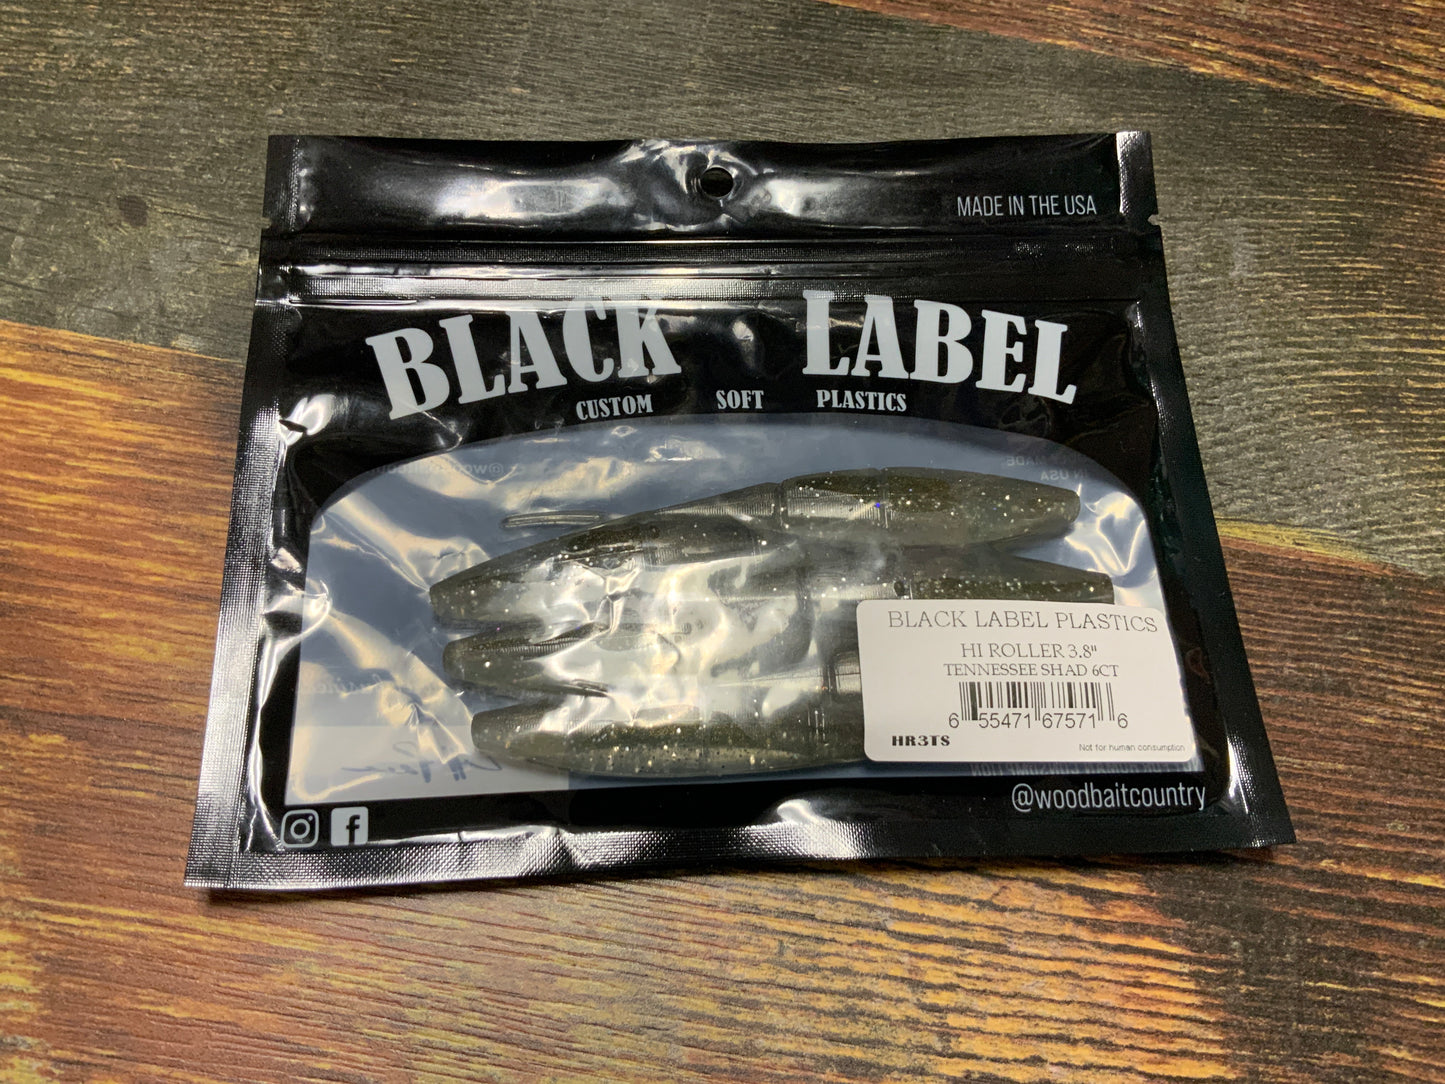 MADE IN THE USA
BLACK LABEL
CUSTOM SOFT PLASTICS
BLACK LABEL PLASTICS
HI ROLLER 3.8"
TENNESSEE SHAD 6CT
6 55471 67571 6
HR3TS
Not for human consumption
@woodbaitcountry